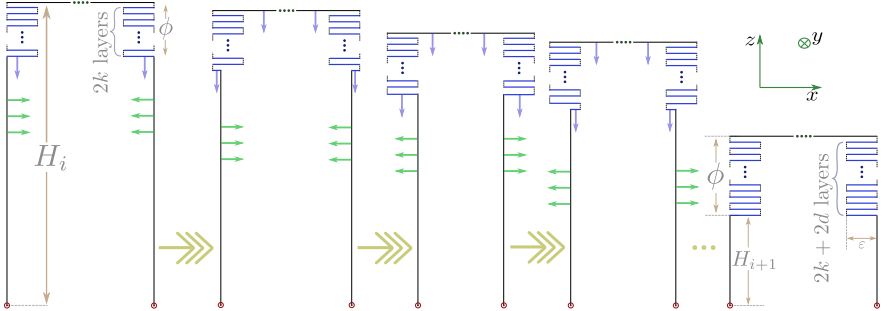 2k layers
ϕ
H_i
z
y
x
ϕ
2k + 2d layers
H_{i+1}
ε